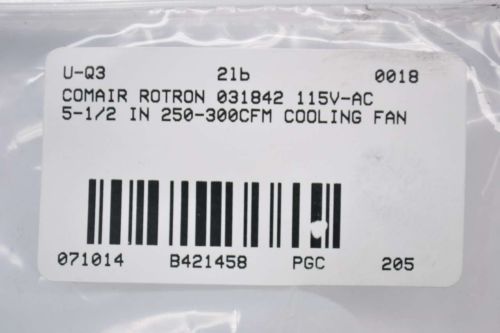 U-Q3 2lb 0018
COMAIR ROTRON 031842 115V-AC
5-1/2 IN 250-300CFM COOLING FAN
071014 B421458 PGC 205